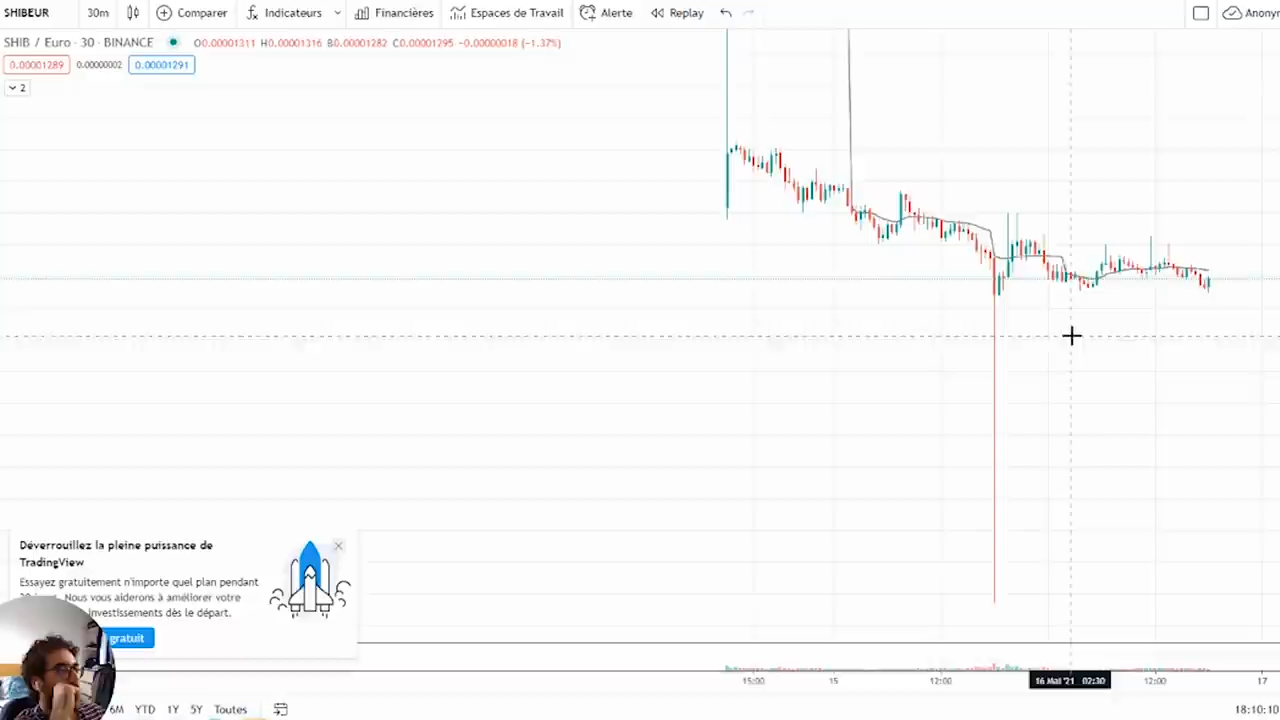 SHIBEUR 30m Comparer Indicateurs Financières Espaces de Travail Alerte Replay
SHIB / Euro · 30 · BINANCE O0.00001311 H0.00001316 B0.00001282 C0.00001295 −0.00000018 (−1.37%)
0.00001289 0.00000002 0.00001291
2
Déverrouillez la pleine puissance de
TradingView
Essayez gratuitement n'importe quel plan pendant
Nous vous aiderons à améliorer votre
investissements dès le départ.
gratuit
15:00 15 12:00 16 Mai '21 02:30 12:00 17
6M YTD 1Y 5Y Toutes 18:10:10